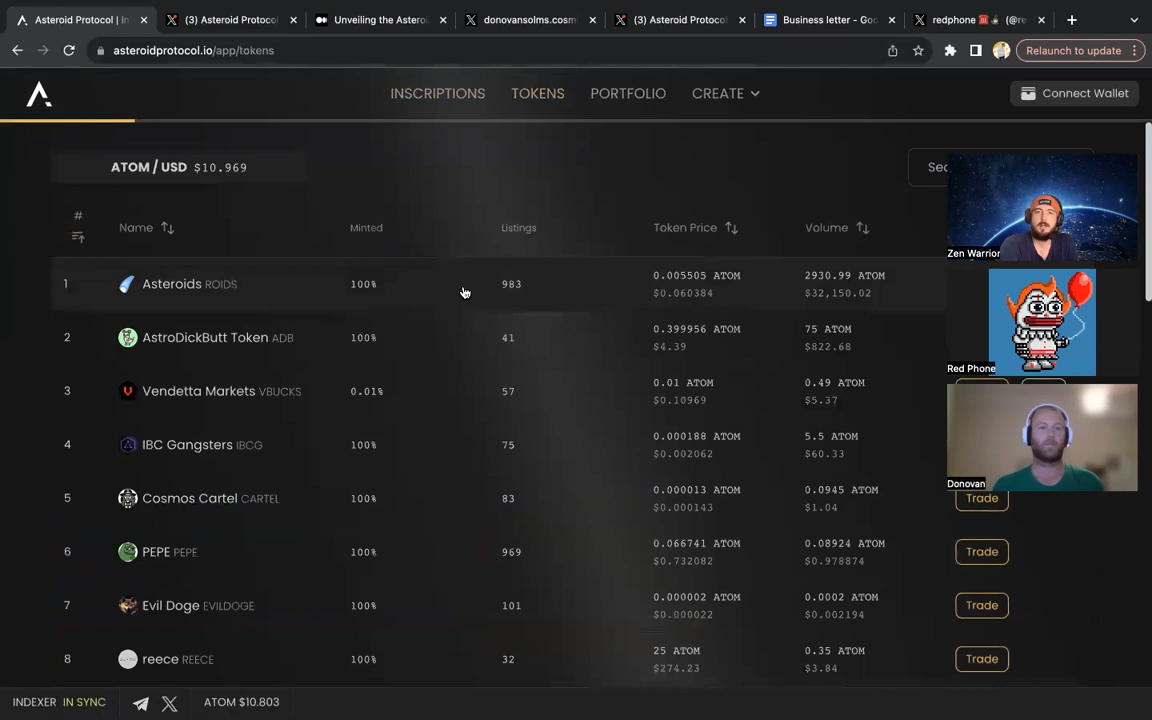 Asteroid Protocol | In
(3) Asteroid Protoco
Unveiling the Asteroi
donovansolms.cosm
(3) Asteroid Protoco
Business letter - Goo
redphone (@re
asteroidprotocol.io/app/tokens
Relaunch to update
INSCRIPTIONS TOKENS PORTFOLIO CREATE
Connect Wallet
ATOM / USD $10.969
# Name Minted Listings Token Price Volume
1 Asteroids ROIDS 100% 983 0.005505 ATOM 2930.99 ATOM
$0.060384 $32,150.02
2 AstroDickButt Token ADB 100% 41 0.399956 ATOM 75 ATOM
$4.39 $822.68
3 Vendetta Markets VBUCKS 0.01% 57 0.01 ATOM 0.49 ATOM
$0.10969 $5.37
4 IBC Gangsters IBCG 100% 75 0.000188 ATOM 5.5 ATOM
$0.002062 $60.33
5 Cosmos Cartel CARTEL 100% 83 0.000013 ATOM 0.0945 ATOM Trade
$0.000143 $1.04
6 PEPE PEPE 100% 969 0.066741 ATOM 0.08924 ATOM Trade
$0.732082 $0.978874
7 Evil Doge EVILDOGE 100% 101 0.000002 ATOM 0.0002 ATOM Trade
$0.000022 $0.002194
8 reece REECE 100% 32 25 ATOM 0.35 ATOM Trade
$274.23 $3.84
Zen Warrior
Red Phone
Donovan
INDEXER IN SYNC ATOM $10.803